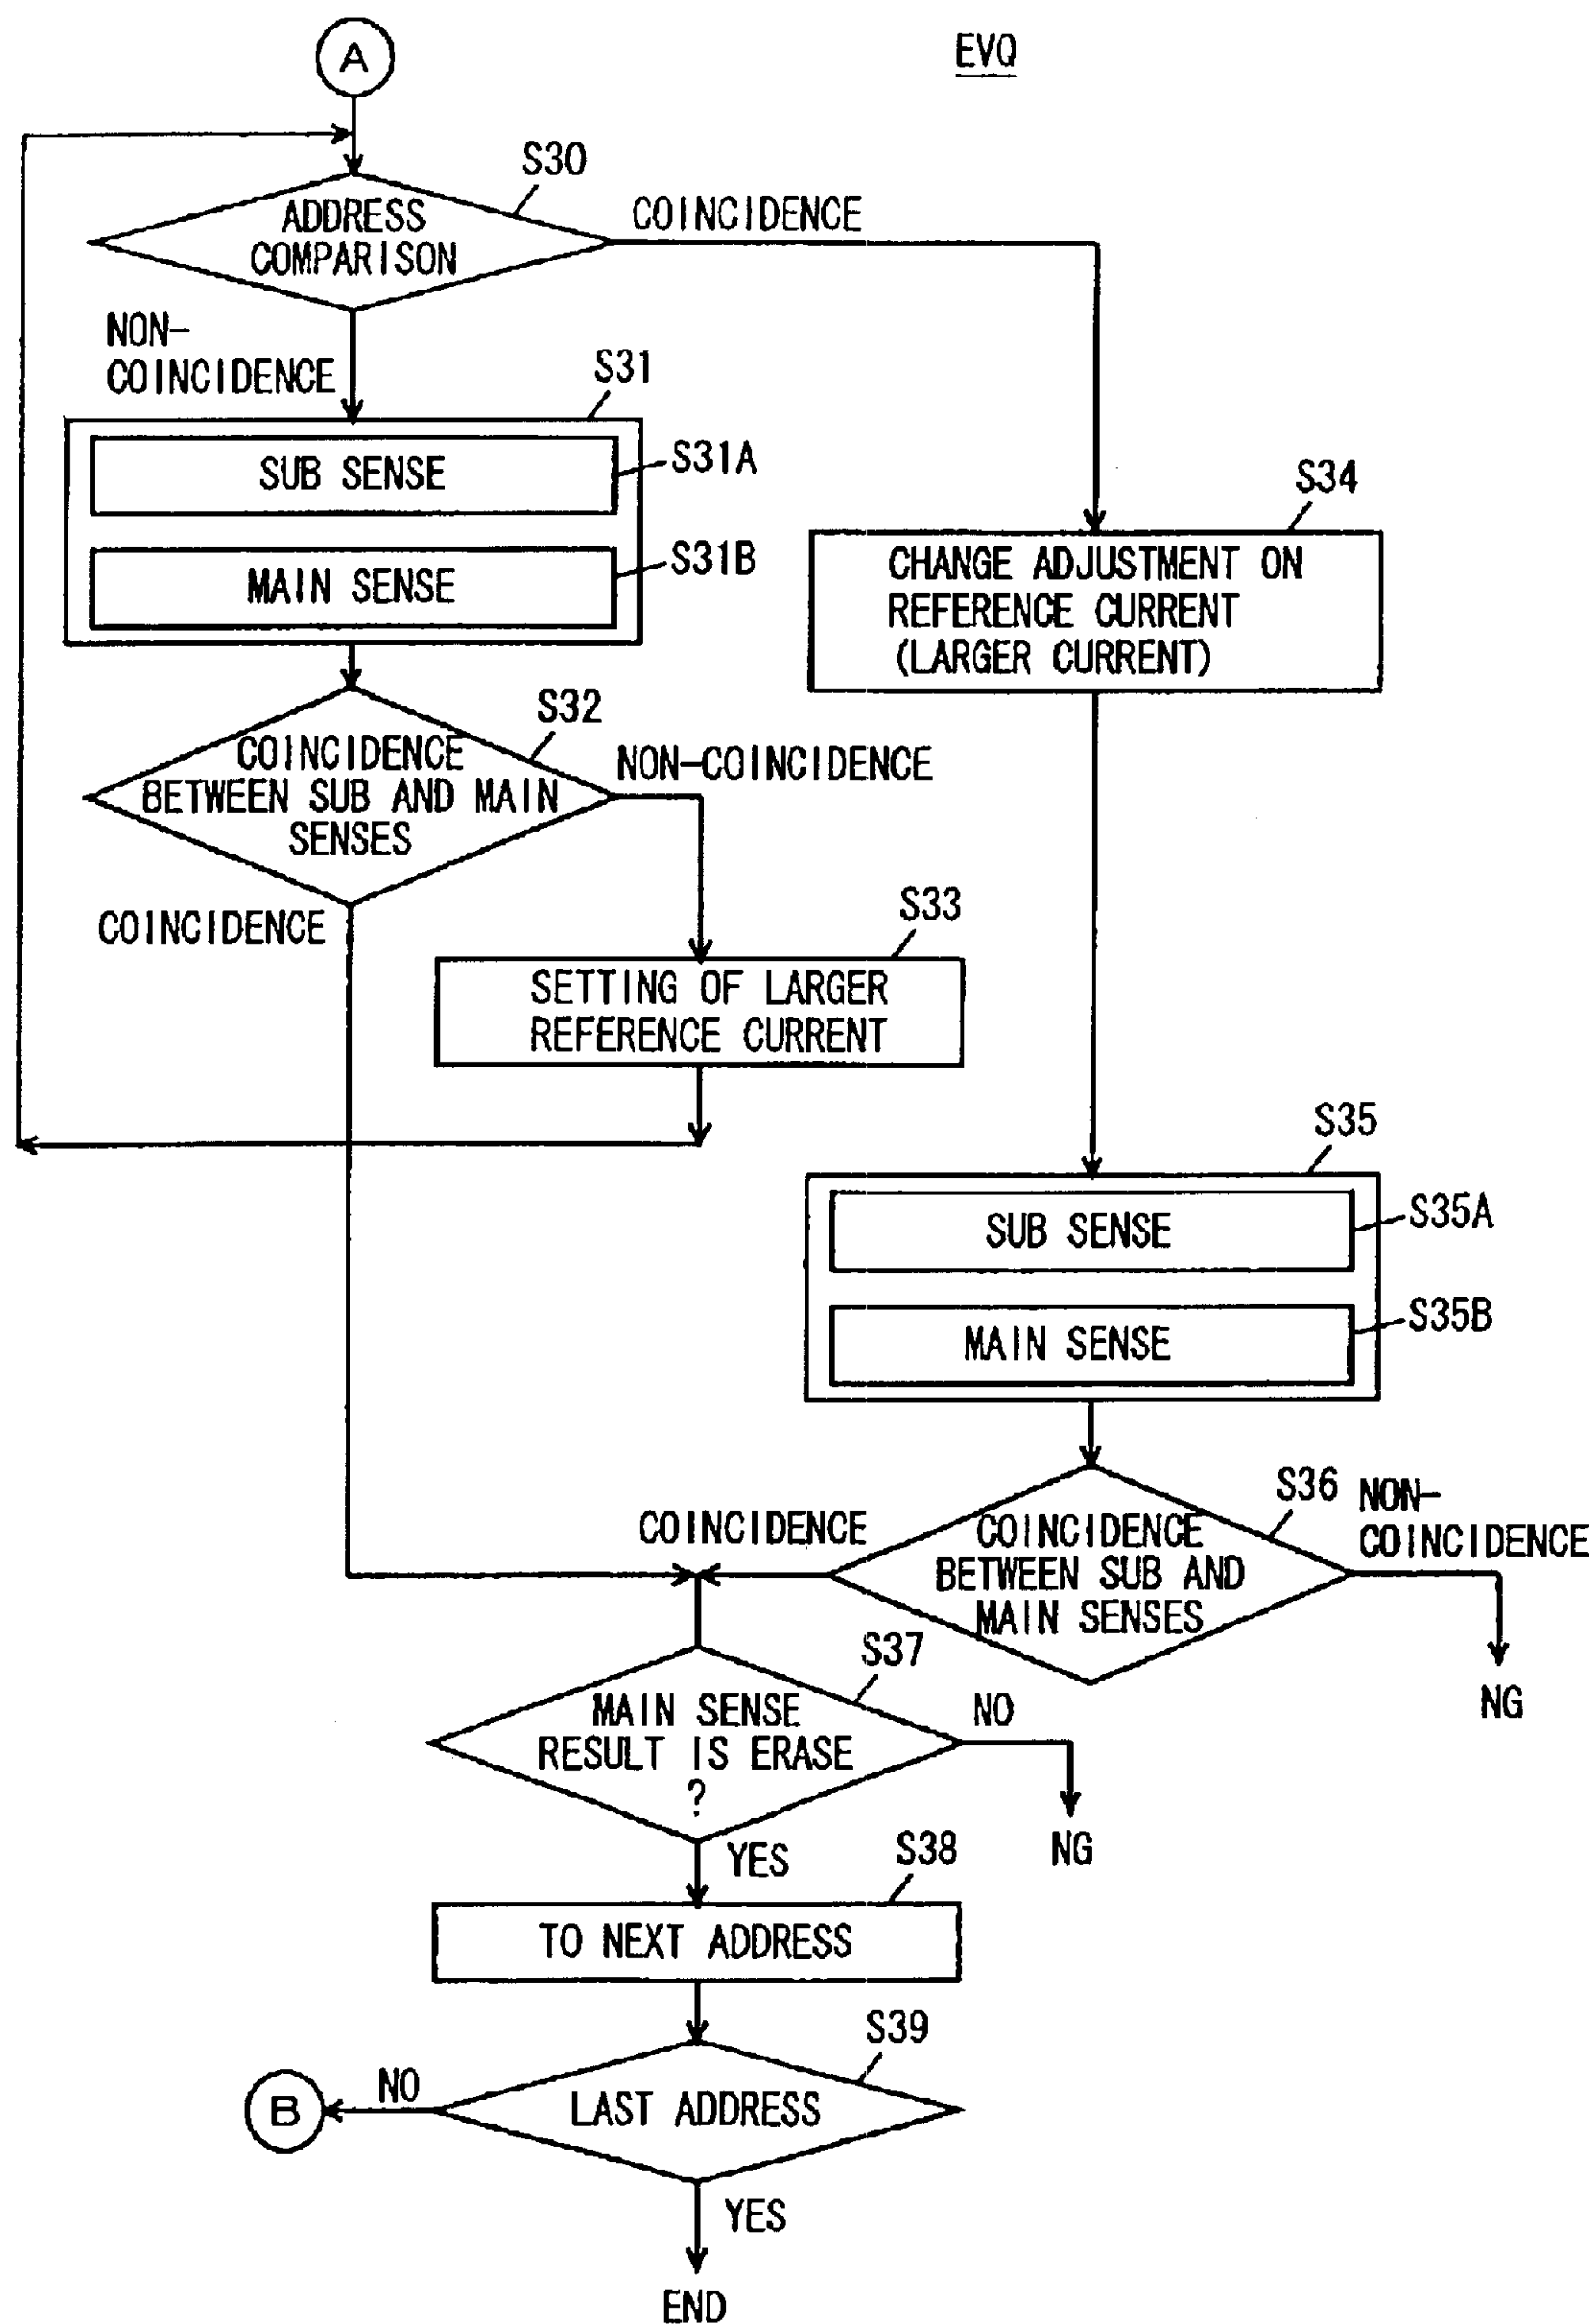 A
EVQ
S30
ADDRESS
COMPARISON
COINCIDENCE
NON-
COINCIDENCE
S31
SUB SENSE
S31A
MAIN SENSE
S31B
S34
CHANGE ADJUSTMENT ON
REFERENCE CURRENT
(LARGER CURRENT)
S32
COINCIDENCE
BETWEEN SUB AND MAIN
SENSES
NON-COINCIDENCE
COINCIDENCE
S33
SETTING OF LARGER
REFERENCE CURRENT
S35
SUB SENSE
S35A
MAIN SENSE
S35B
S36
COINCIDENCE
BETWEEN SUB AND
MAIN SENSES
NON-
COINCIDENCE
COINCIDENCE
NG
S37
MAIN SENSE
RESULT IS ERASE
?
NO
NG
YES
S38
TO NEXT ADDRESS
S39
LAST ADDRESS
NO
B
YES
END